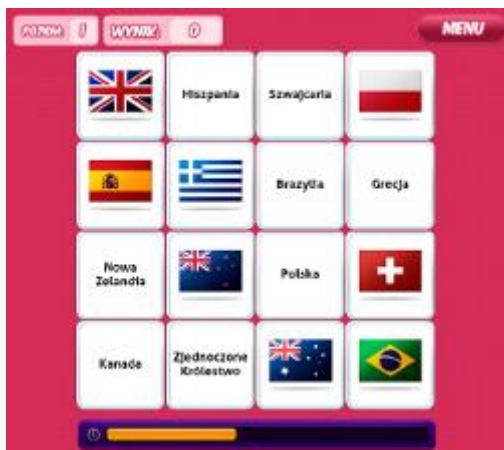 POZIOM: 0 WYNIK: 0 MENU
Hiszpania Szwajcaria
Brazylia Grecja
Nowa
Zelandia
Polska
Kanada
Zjednoczone
Królestwo